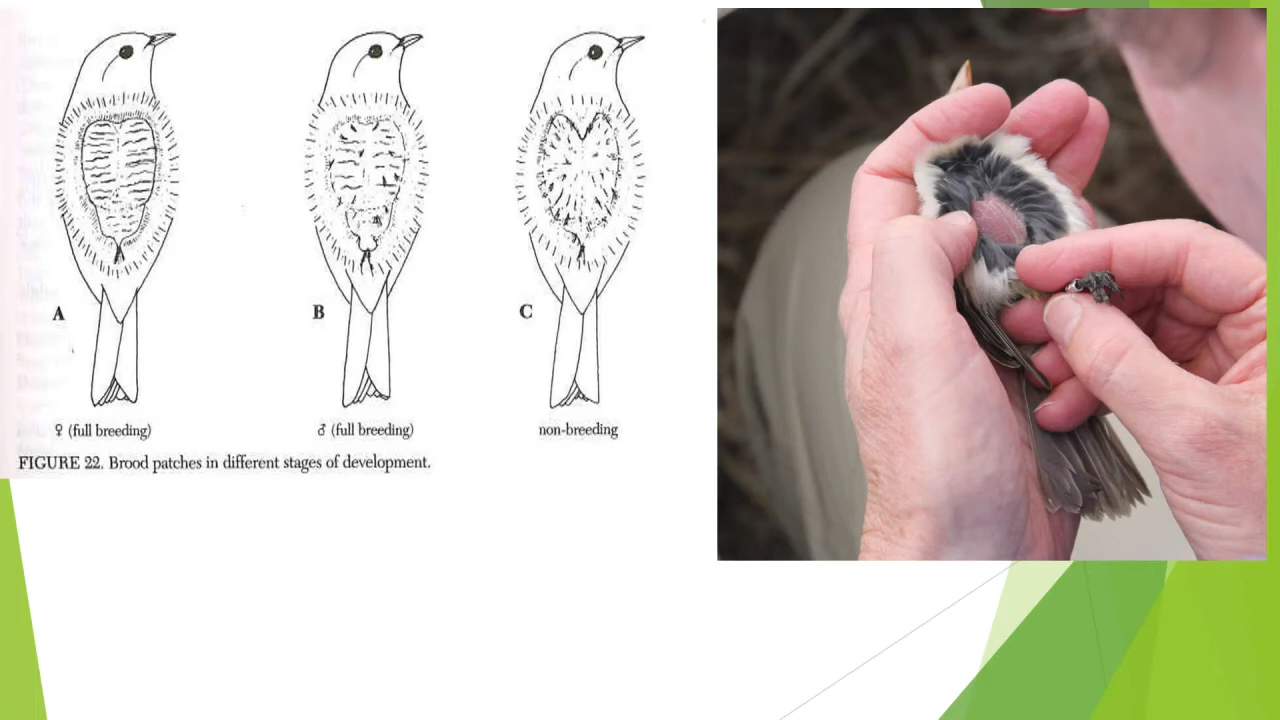 A
B
C
♀ (full breeding)
♂ (full breeding)
non-breeding
FIGURE 22. Brood patches in different stages of development.